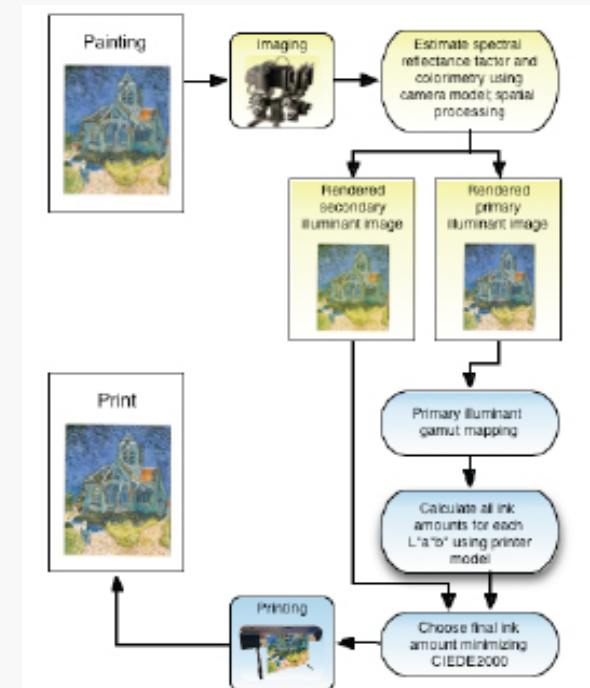 Painting
Imaging
Estimate spectral
reflectance factor and
colorimetry using
camera model; spatial
processing
Rendered
secondary
illuminant image
Rendered
primary
illuminant image
Primary illuminant
gamut mapping
Calculate all ink
amounts for each
L*a*b* using printer
model
Choose final ink
amount minimizing
CIEDE2000
Printing
Print